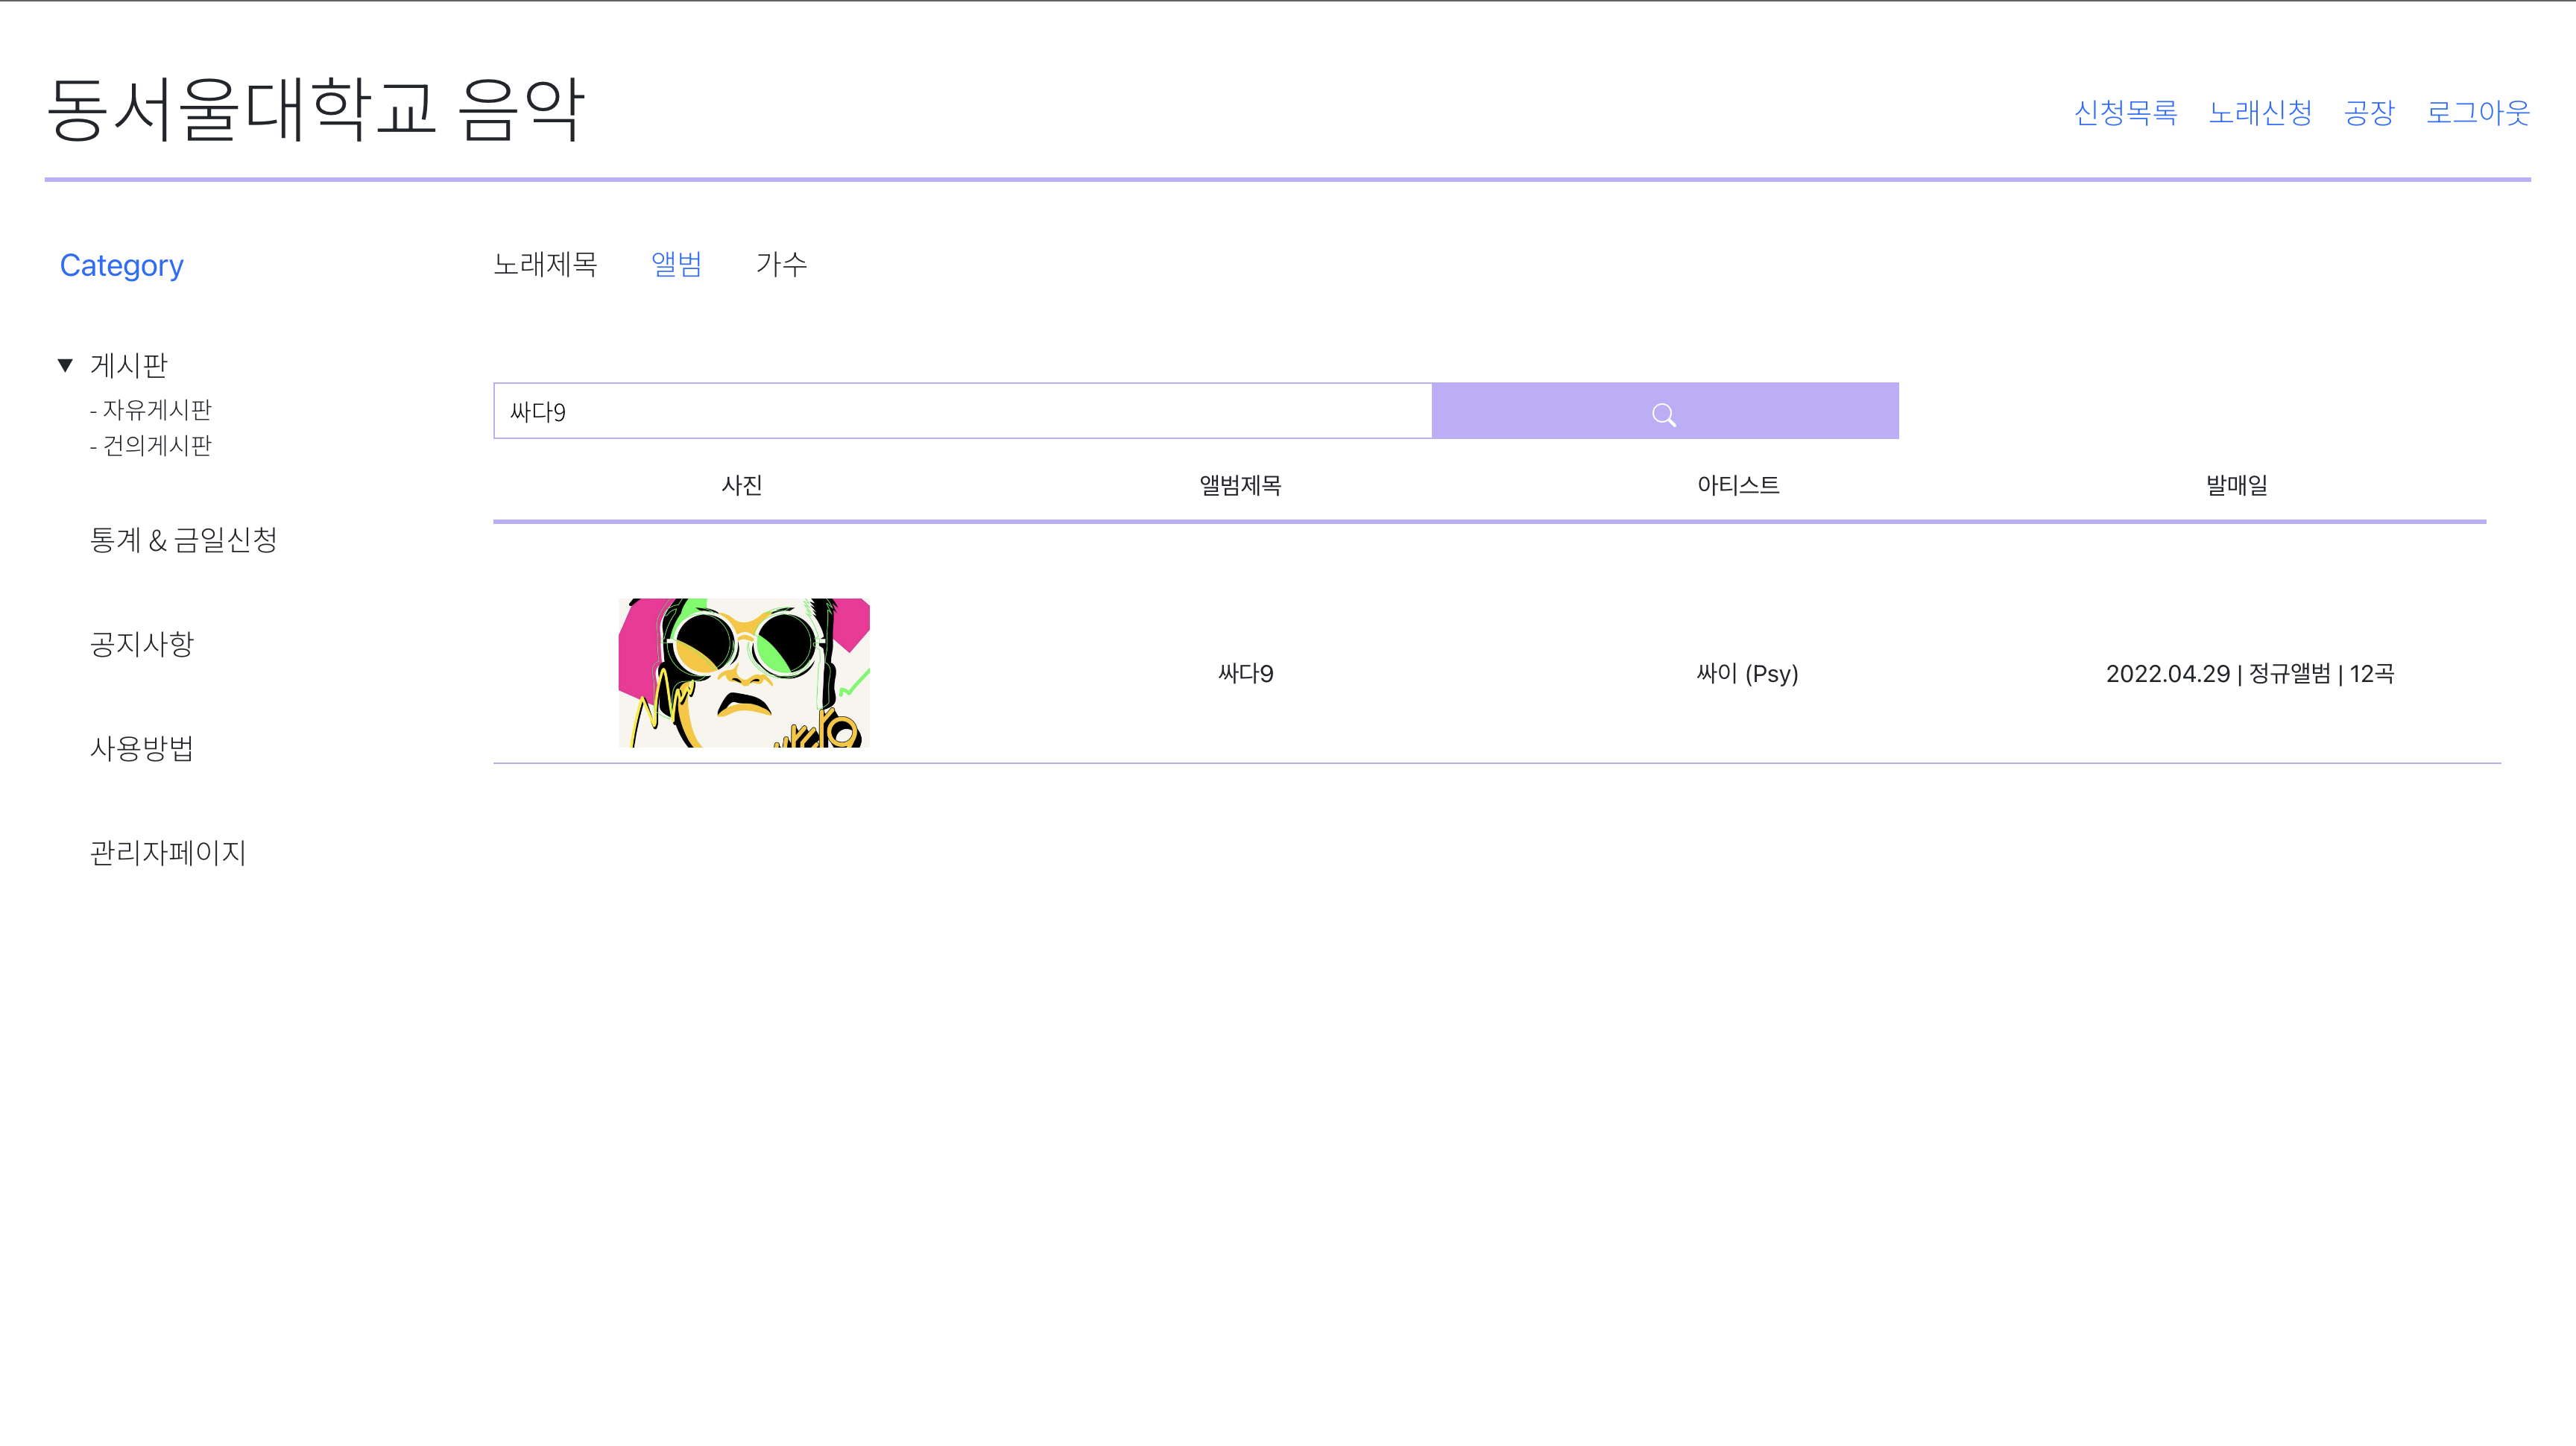 동서울대학교 음악
신청목록 노래신청 공장 로그아웃
Category
노래제목 앨범 가수
▼ 게시판
- 자유게시판
- 건의게시판
통계 & 금일신청
공지사항
사용방법
관리자페이지
싸다9
사진 앨범제목 아티스트 발매일
싸다9 싸이 (Psy) 2022.04.29 | 정규앨범 | 12곡